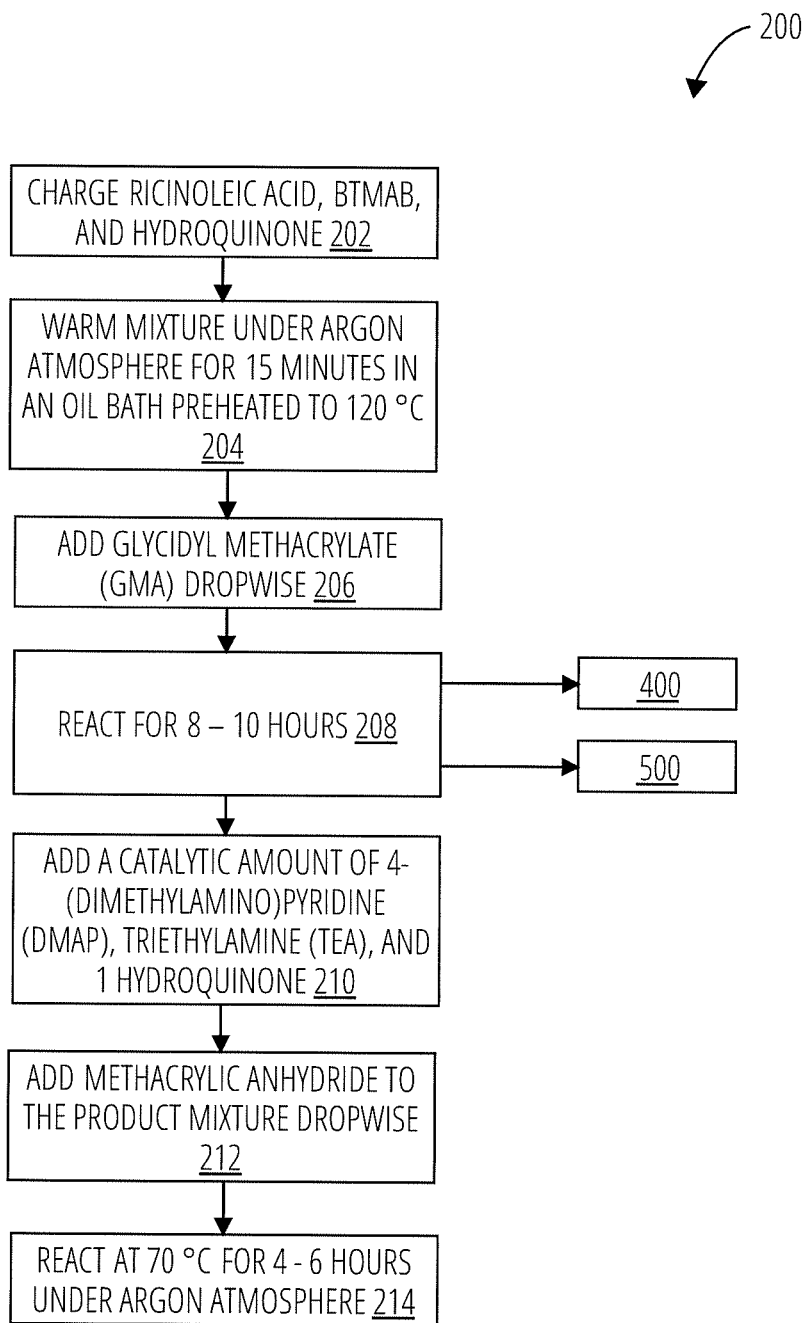 200
CHARGE RICINOLEIC ACID, BTMAB,
AND HYDROQUINONE 202
WARM MIXTURE UNDER ARGON
ATMOSPHERE FOR 15 MINUTES IN
AN OIL BATH PREHEATED TO 120 °C
204
ADD GLYCIDYL METHACRYLATE
(GMA) DROPWISE 206
REACT FOR 8 – 10 HOURS 208
400
500
ADD A CATALYTIC AMOUNT OF 4-
(DIMETHYLAMINO)PYRIDINE
(DMAP), TRIETHYLAMINE (TEA), AND
1 HYDROQUINONE 210
ADD METHACRYLIC ANHYDRIDE TO
THE PRODUCT MIXTURE DROPWISE
212
REACT AT 70 °C FOR 4 - 6 HOURS
UNDER ARGON ATMOSPHERE 214